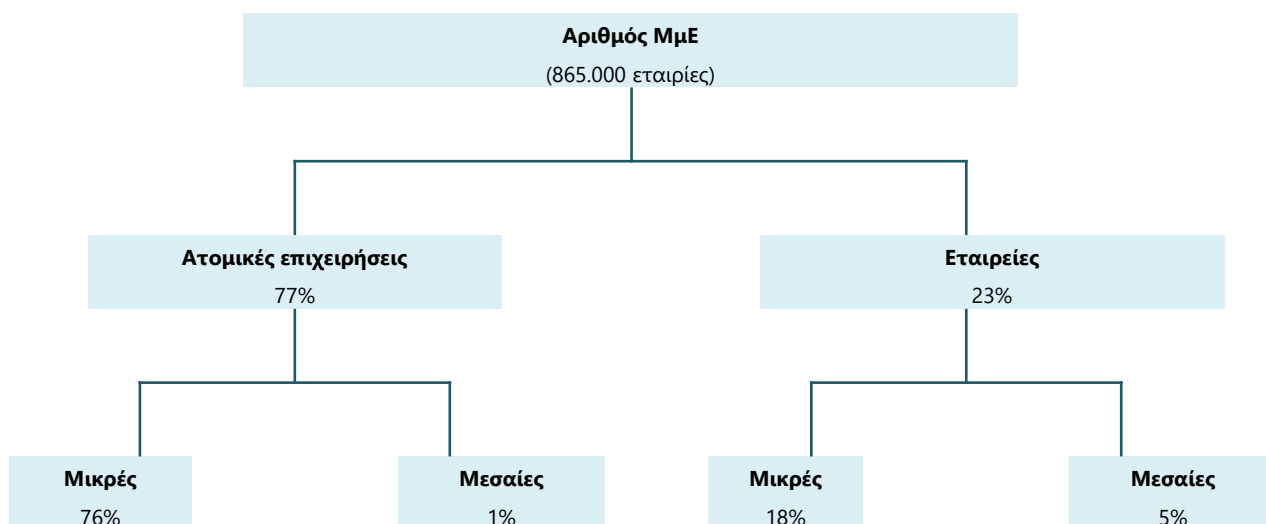 Αριθμός ΜμΕ
(865.000 εταιρίες)
Ατομικές επιχειρήσεις
77%
Εταιρείες
23%
Μικρές
76%
Μεσαίες
1%
Μικρές
18%
Μεσαίες
5%